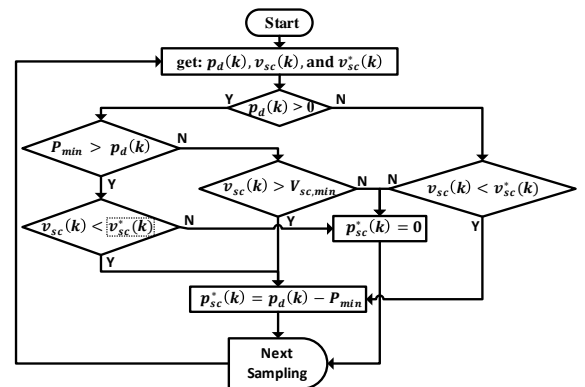 Start
get: p_d(k), v_sc(k), and v*_sc(k)
Y
p_d(k) > 0
N
P_min > p_d(k)
N
Y
v_sc(k) > V_sc,min
N
N
v_sc(k) < v*_sc(k)
v_sc(k) < v*_sc(k)
N
Y
p*_sc(k) = 0
Y
Y
p*_sc(k) = p_d(k) − P_min
Next
Sampling